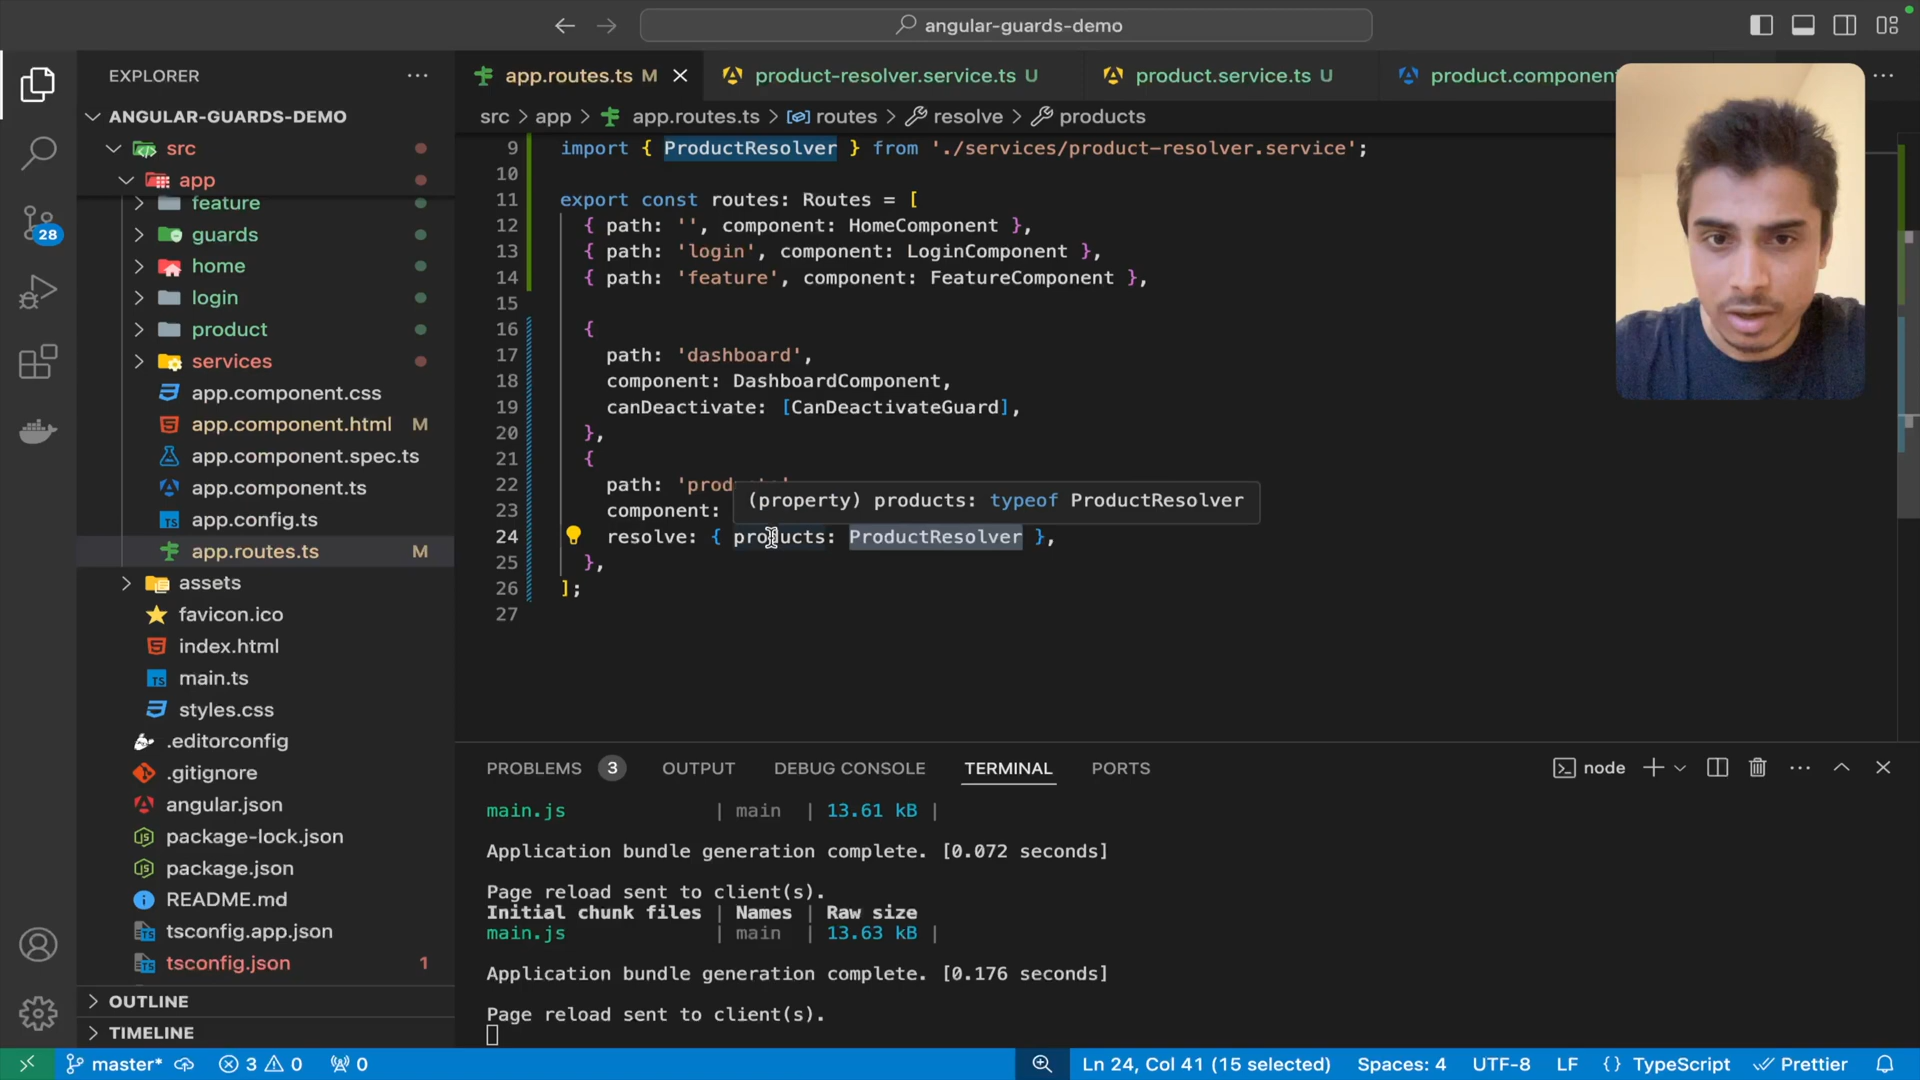 angular-guards-demo
EXPLORER
ANGULAR-GUARDS-DEMO
src
app
feature
guards
home
login
product
services
app.component.css
app.component.html M
app.component.spec.ts
app.component.ts
app.config.ts
app.routes.ts M
assets
favicon.ico
index.html
main.ts
styles.css
.editorconfig
.gitignore
angular.json
package-lock.json
package.json
README.md
tsconfig.app.json
tsconfig.json 1
OUTLINE
TIMELINE
28
app.routes.ts M
product-resolver.service.ts U
product.service.ts U
product.component
src > app > app.routes.ts > routes > resolve > products
9 import { ProductResolver } from './services/product-resolver.service';
10
11 export const routes: Routes = [
12 { path: '', component: HomeComponent },
13 { path: 'login', component: LoginComponent },
14 { path: 'feature', component: FeatureComponent },
15
16 {
17 path: 'dashboard',
18 component: DashboardComponent,
19 canDeactivate: [CanDeactivateGuard],
20 },
21 {
22 path: 'products',
(property) products: typeof ProductResolver
23 component:
24 resolve: { products: ProductResolver },
25 },
26 ];
27
PROBLEMS 3 OUTPUT DEBUG CONSOLE TERMINAL PORTS
node
main.js | main | 13.61 kB |
Application bundle generation complete. [0.072 seconds]
Page reload sent to client(s).
Initial chunk files | Names | Raw size
main.js | main | 13.63 kB |
Application bundle generation complete. [0.176 seconds]
Page reload sent to client(s).
master* 3 0 0
Ln 24, Col 41 (15 selected) Spaces: 4 UTF-8 LF {} TypeScript Prettier